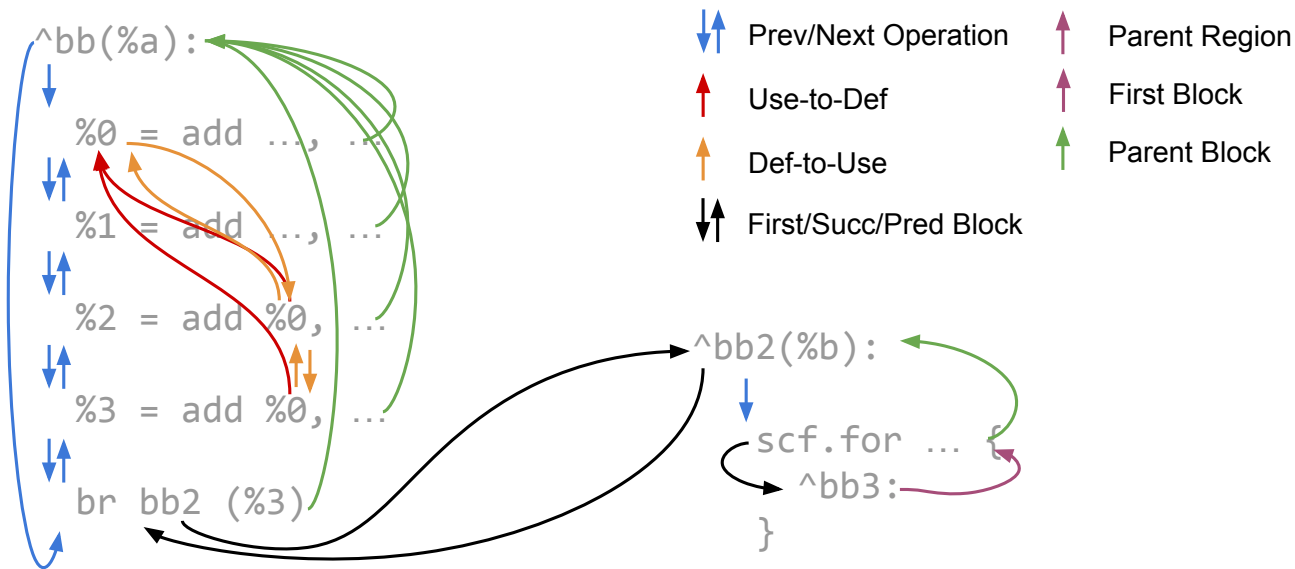 ^bb(%a):
%0 = add …, …
%1 = add …, …
%2 = add %0, …
%3 = add %0, …
br bb2 (%3)
Prev/Next Operation
Use-to-Def
Def-to-Use
First/Succ/Pred Block
Parent Region
First Block
Parent Block
^bb2(%b):
scf.for … {
^bb3:
}